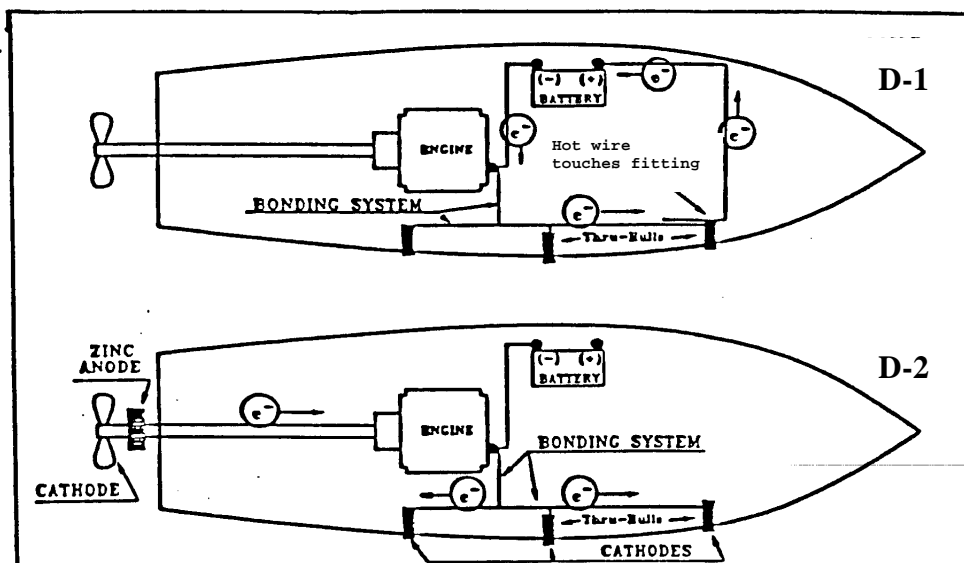 D-1
(-) (+)
BATTERY
e-
e-
e-
ENGINE
Hot wire
touches fitting
BONDING SYSTEM
e-
Thru-Hulls
ZINC
ANODE
D-2
(-) (+)
BATTERY
e-
ENGINE
BONDING SYSTEM
CATHODE
e-
e-
Thru-Hulls
CATHODES